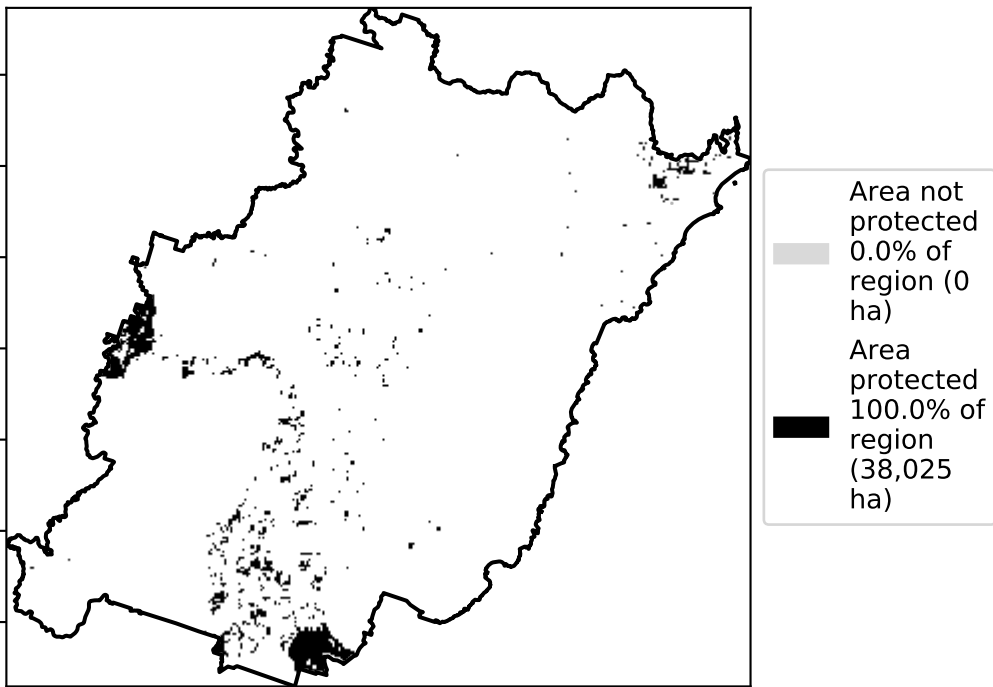 Area not
protected
0.0% of
region (0
ha)
Area
protected
100.0% of
region
(38,025
ha)